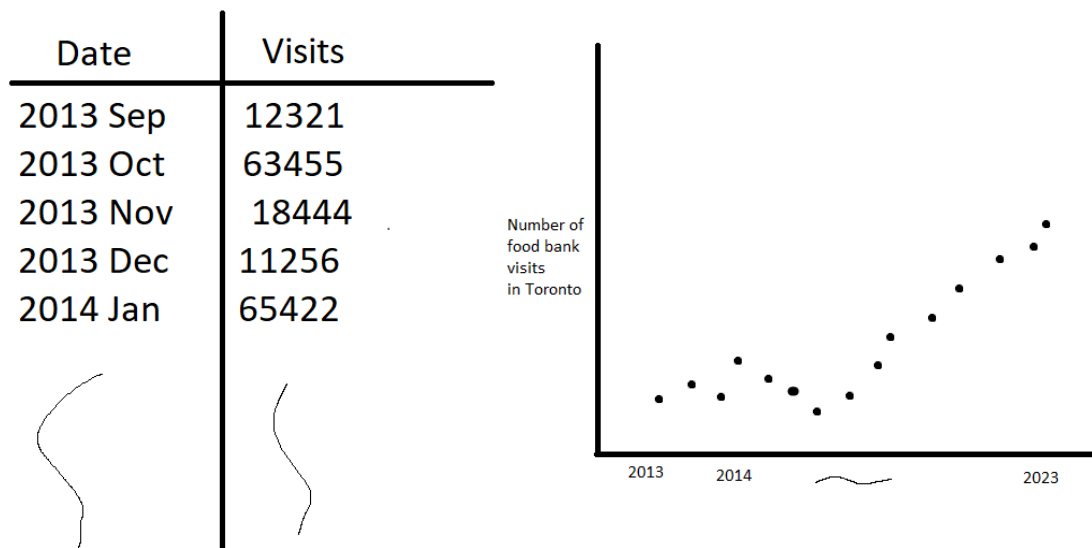 Date Visits
2013 Sep 12321
2013 Oct 63455
2013 Nov 18444
2013 Dec 11256
2014 Jan 65422
Number of
food bank
visits
in Toronto
2013 2014 2023